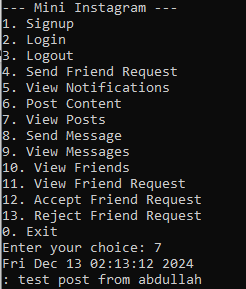 --- Mini Instagram ---
1. Signup
2. Login
3. Logout
4. Send Friend Request
5. View Notifications
6. Post Content
7. View Posts
8. Send Message
9. View Messages
10. View Friends
11. View Friend Request
12. Accept Friend Request
13. Reject Friend Request
0. Exit
Enter your choice: 7
Fri Dec 13 02:13:12 2024
: test post from abdullah